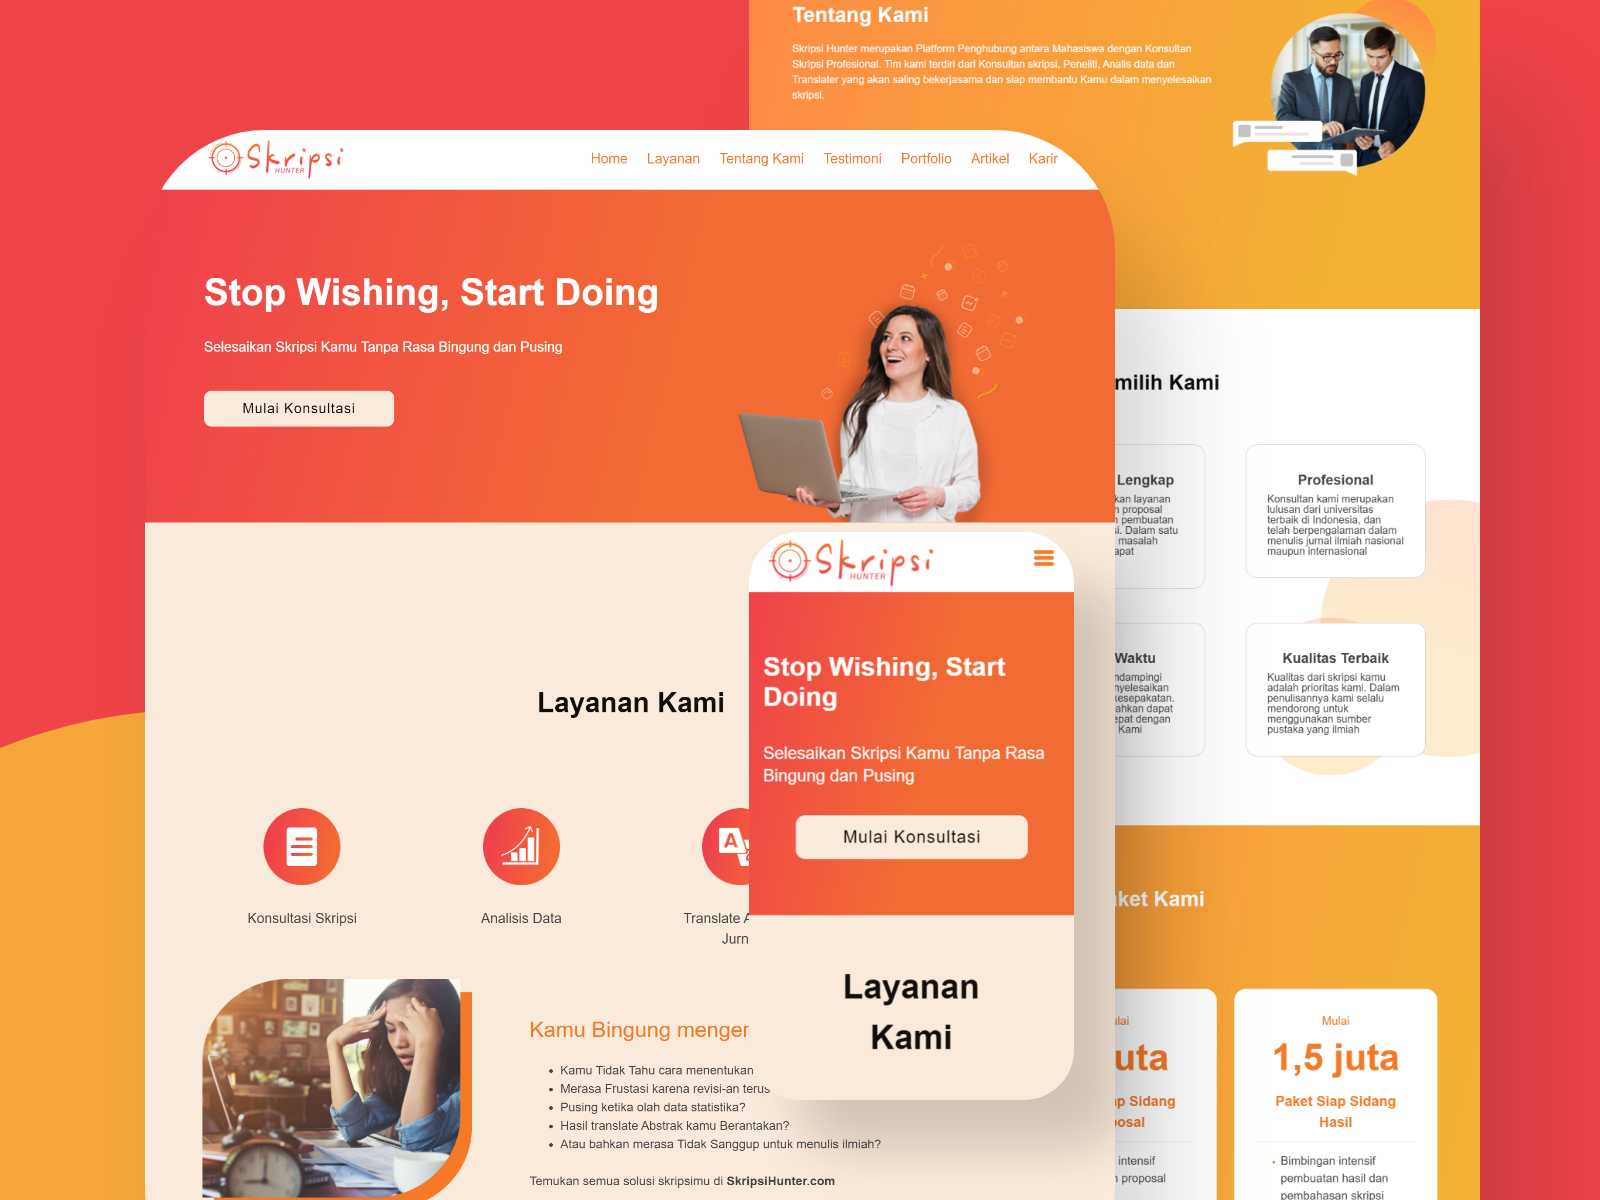 Tentang Kami
Skripsi Hunter merupakan Platform Penghubung antara Mahasiswa dengan Konsultan
Skripsi Profesional. Tim kami terdiri dari Konsultan skripsi, Peneliti, Analis data dan
Translater yang akan saling bekerjasama dan siap membantu Kamu dalam menyelesaikan
skripsi.
Skripsi
HUNTER
Home Layanan Tentang Kami Testimoni Portfolio Artikel Karir
Stop Wishing, Start Doing
Selesaikan Skripsi Kamu Tanpa Rasa Bingung dan Pusing
Mulai Konsultasi
Layanan Kami
Konsultasi Skripsi
Analisis Data
Translate A
Jurn
Kamu Bingung menger
Kamu Tidak Tahu cara menentukan
Merasa Frustasi karena revisi-an terus
Pusing ketika olah data statistika?
Hasil translate Abstrak kamu Berantakan?
Atau bahkan merasa Tidak Sanggup untuk menulis ilmiah?
Temukan semua solusi skripsimu di SkripsiHunter.com
Skripsi
HUNTER
Stop Wishing, Start
Doing
Selesaikan Skripsi Kamu Tanpa Rasa
Bingung dan Pusing
Mulai Konsultasi
Layanan
Kami
milih Kami
Lengkap
kan layanan
n proposal
pembuatan
si. Dalam satu
masalah
apat
Profesional
Konsultan kami merupakan
lulusan dari universitas
terbaik di Indonesia, dan
telah berpengalaman dalam
menulis jurnal ilmiah nasional
maupun internasional
Waktu
ndampingi
nyelesaikan
kesepakatan.
ahkan dapat
epat dengan
Kami
Kualitas Terbaik
Kualitas dari skripsi kamu
adalah prioritas kami. Dalam
penulisannya kami selalu
mendorong untuk
menggunakan sumber
pustaka yang ilmiah
ket Kami
ulai
uta
ap Sidang
osal
intensif
n proposal
Mulai
1,5 juta
Paket Siap Sidang
Hasil
Bimbingan intensif
pembuatan hasil dan
pembahasan skripsi